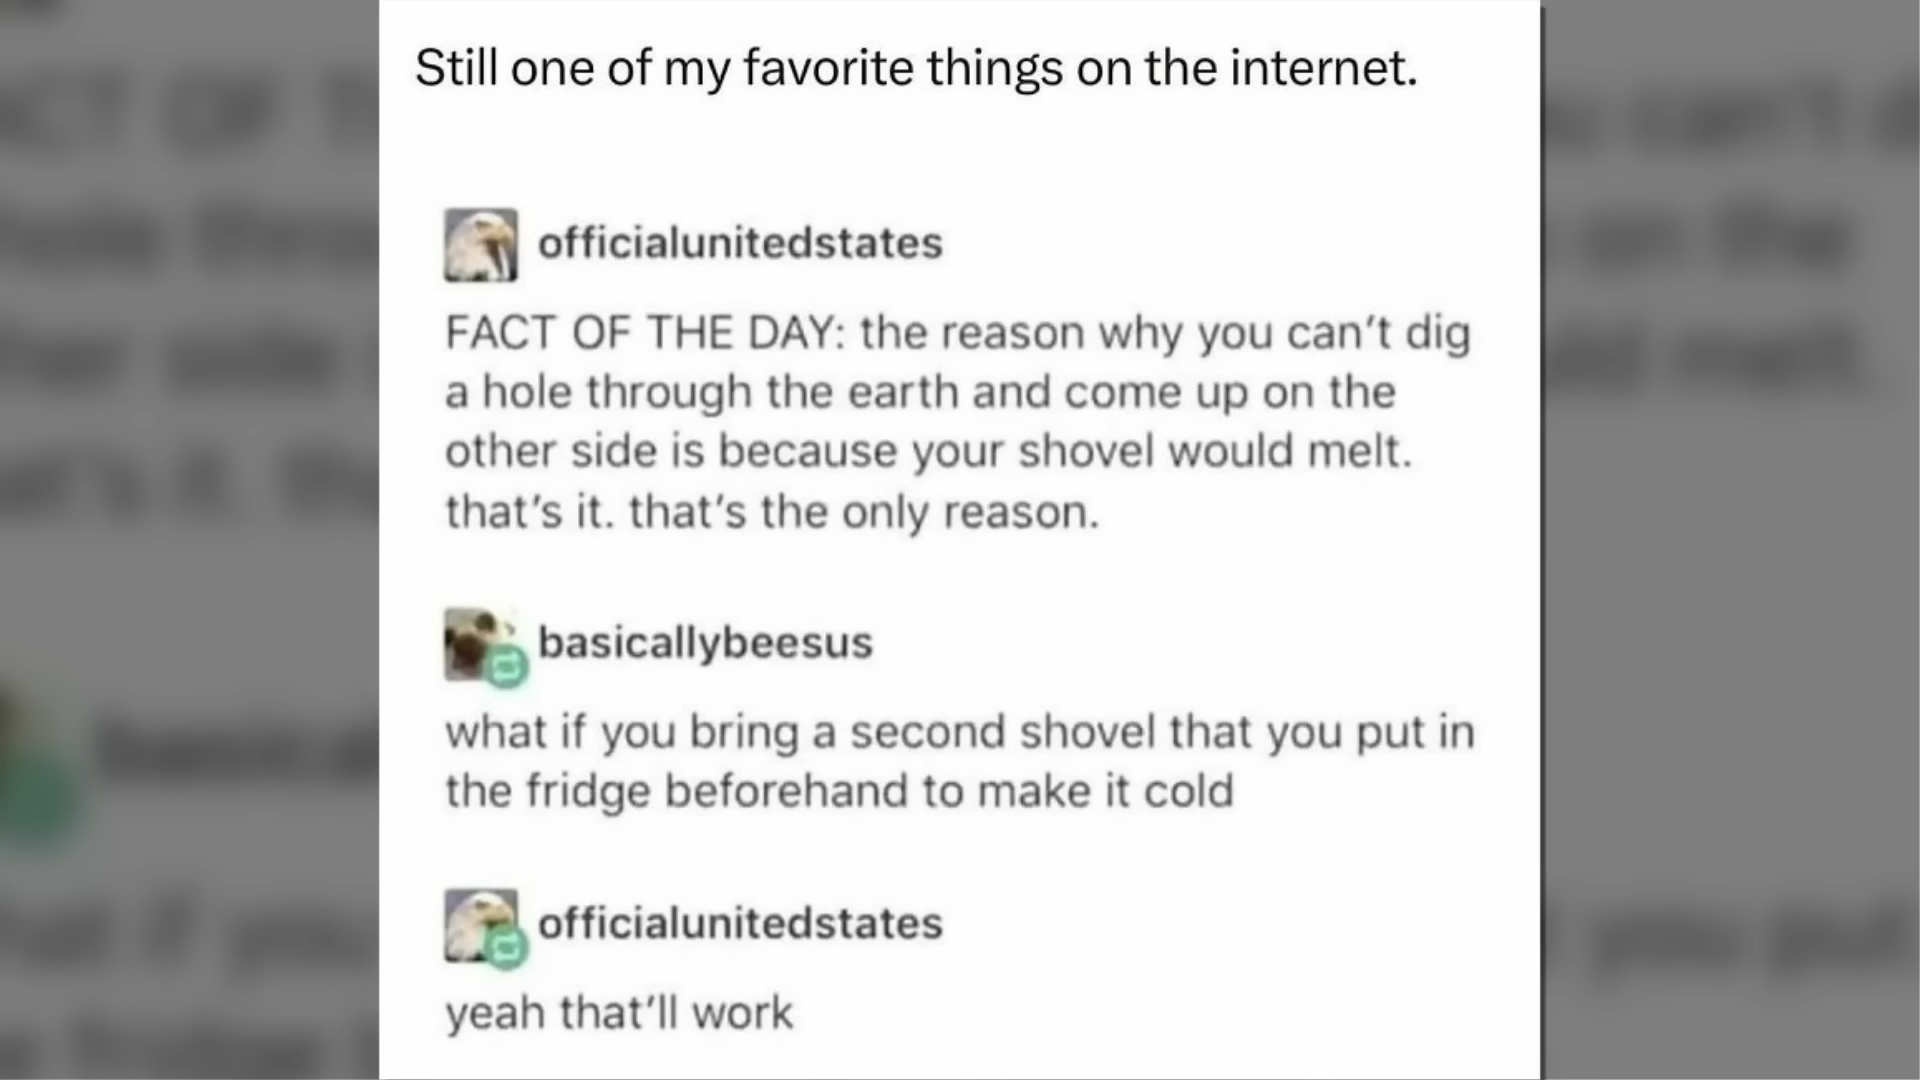 Still one of my favorite things on the internet.
officialunitedstates
FACT OF THE DAY: the reason why you can't dig
a hole through the earth and come up on the
other side is because your shovel would melt.
that's it. that's the only reason.
basicallybeesus
what if you bring a second shovel that you put in
the fridge beforehand to make it cold
officialunitedstates
yeah that'll work